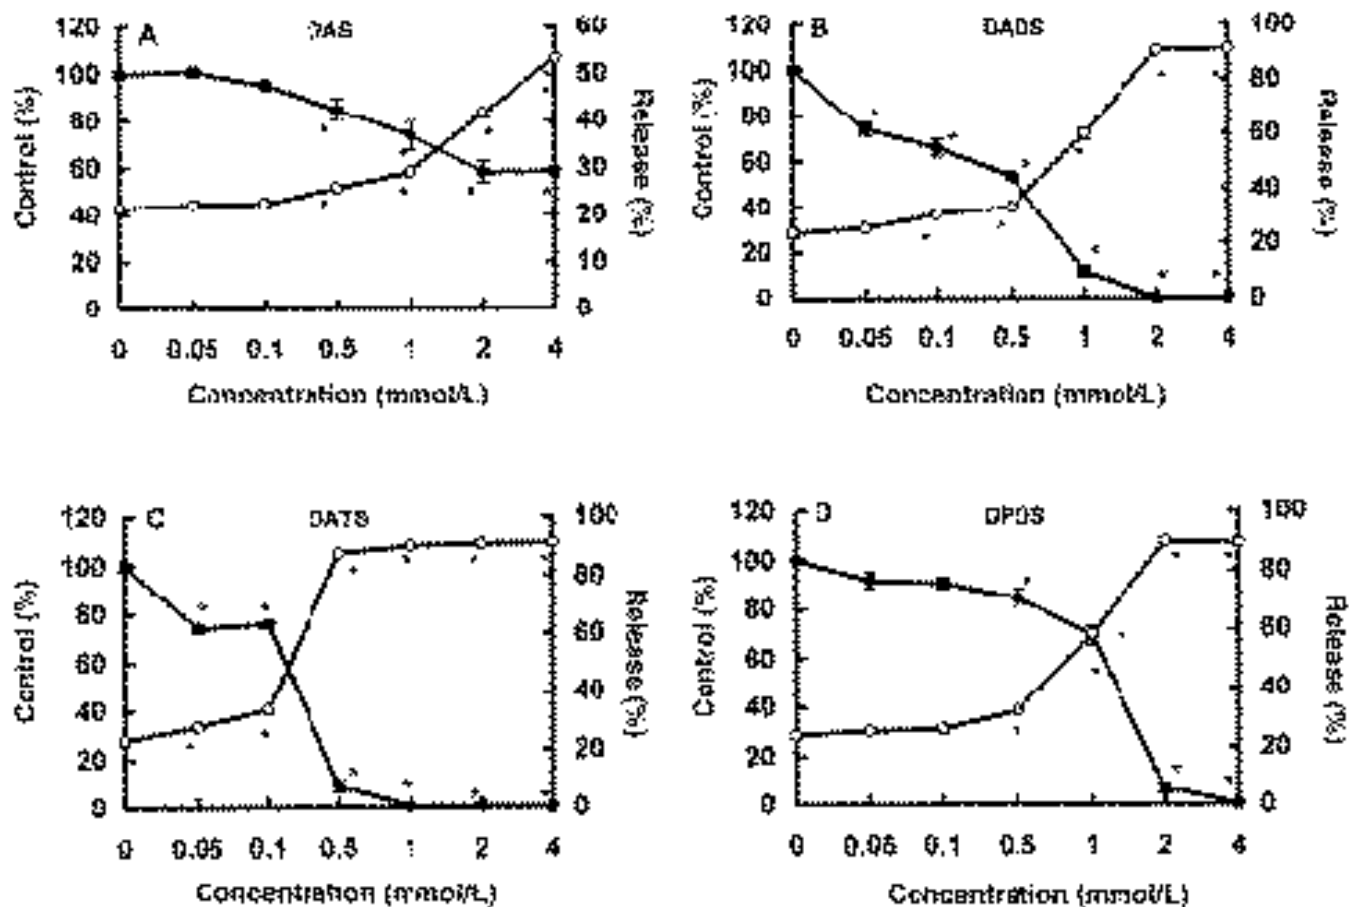 A DAS
120 100 80 60 40 20 0
Control (%)
60 50 40 30 20 10 0
Release (%)
0 0.05 0.1 0.5 1 2 4
Concentration (mmol/L)
B DADS
120 100 80 60 40 20 0
Control (%)
100 80 60 40 20 0
Release (%)
0 0.05 0.1 0.5 1 2 4
Concentration (mmol/L)
C DATS
120 100 80 60 40 20 0
Control (%)
100 80 60 40 20 0
Release (%)
0 0.05 0.1 0.5 1 2 4
Concentration (mmol/L)
D DPDS
120 100 80 60 40 20 0
Control (%)
100 80 60 40 20 0
Release (%)
0 0.05 0.1 0.5 1 2 4
Concentration (mmol/L)